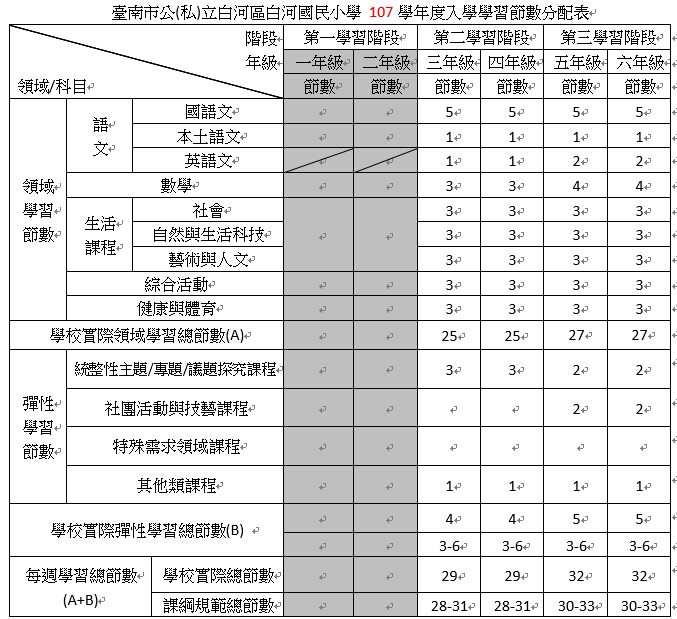 臺南市公(私)立白河區白河國民小學 107 學年度入學學習節數分配表
階段 第一學習階段 第二學習階段 第三學習階段
年級 一年級 二年級 三年級 四年級 五年級 六年級
領域/科目 節數 節數 節數 節數 節數 節數
領域學習節數
語文
國語文 5 5 5 5
本土語文 1 1 1 1
英語文 1 1 2 2
數學 3 3 4 4
生活課程
社會 3 3 3 3
自然與生活科技 3 3 3 3
藝術與人文 3 3 3 3
綜合活動 3 3 3 3
健康與體育 3 3 3 3
學校實際領域學習總節數(A) 25 25 27 27
彈性學習節數
統整性主題/專題/議題探究課程 3 3 2 2
社團活動與技藝課程 2 2
特殊需求領域課程
其他類課程 1 1 1 1
學校實際彈性學習總節數(B) 4 4 5 5
3-6 3-6 3-6 3-6
每週學習總節數
(A+B)
學校實際總節數 29 29 32 32
課綱規範總節數 28-31 28-31 30-33 30-33